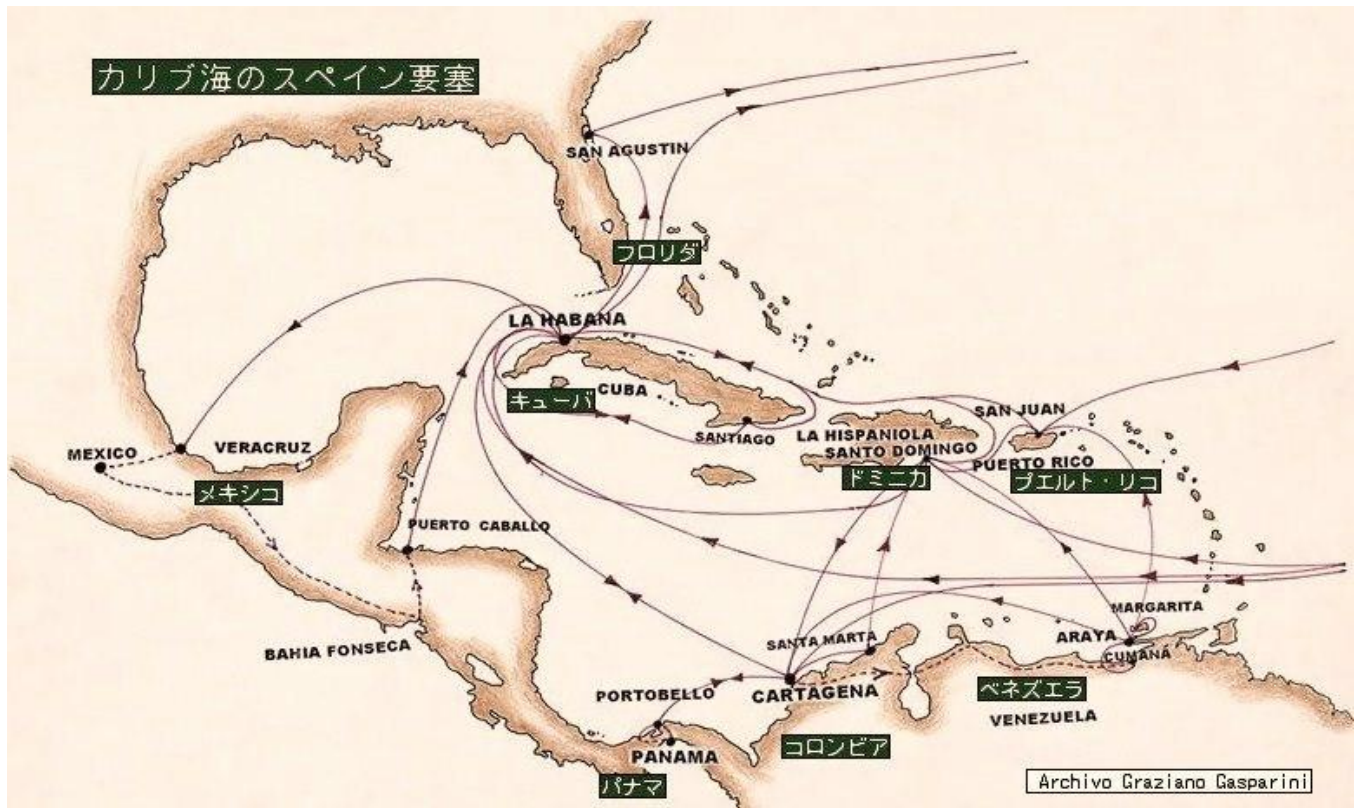 カリブ海のスペイン要塞
SAN AGUSTIN
フロリダ
LA HABANA
CUBA
キューバ
SANTIAGO
SAN JUAN
LA HISPANIOLA
SANTO DOMINGO
PUERTO RICO
ドミニカ
プエルト・リコ
MEXICO
VERACRUZ
メキシコ
PUERTO CABALLO
BAHIA FONSECA
MARGARITA
SANTA MARTA
ARAYA
CUMANÁ
PORTOBELLO
CARTAGENA
ベネズエラ
VENEZUELA
コロンビア
PANAMA
パナマ
Archivo Graziano Gasparini